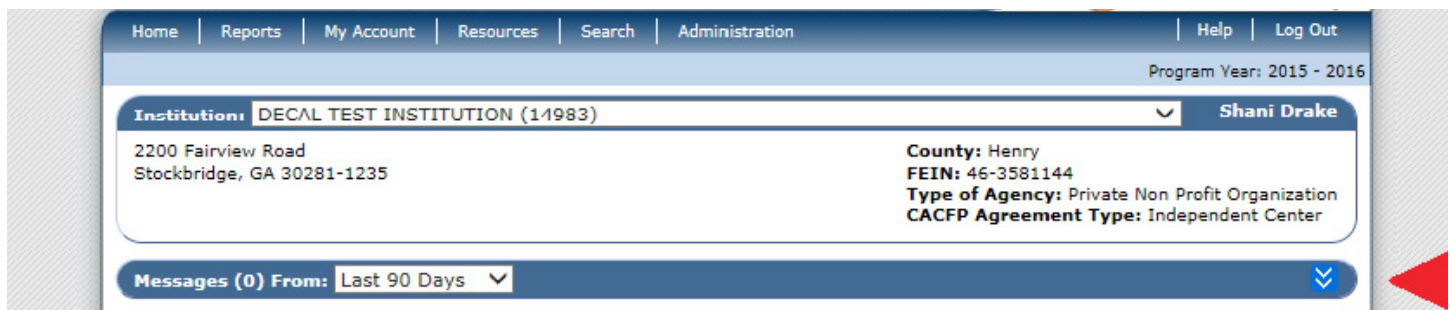 Home | Reports | My Account | Resources | Search | Administration | Help | Log Out
Program Year: 2015 - 2016
Institution: DECAL TEST INSTITUTION (14983) Shani Drake
2200 Fairview Road
Stockbridge, GA 30281-1235
County: Henry
FEIN: 46-3581144
Type of Agency: Private Non Profit Organization
CACFP Agreement Type: Independent Center
Messages (0) From: Last 90 Days